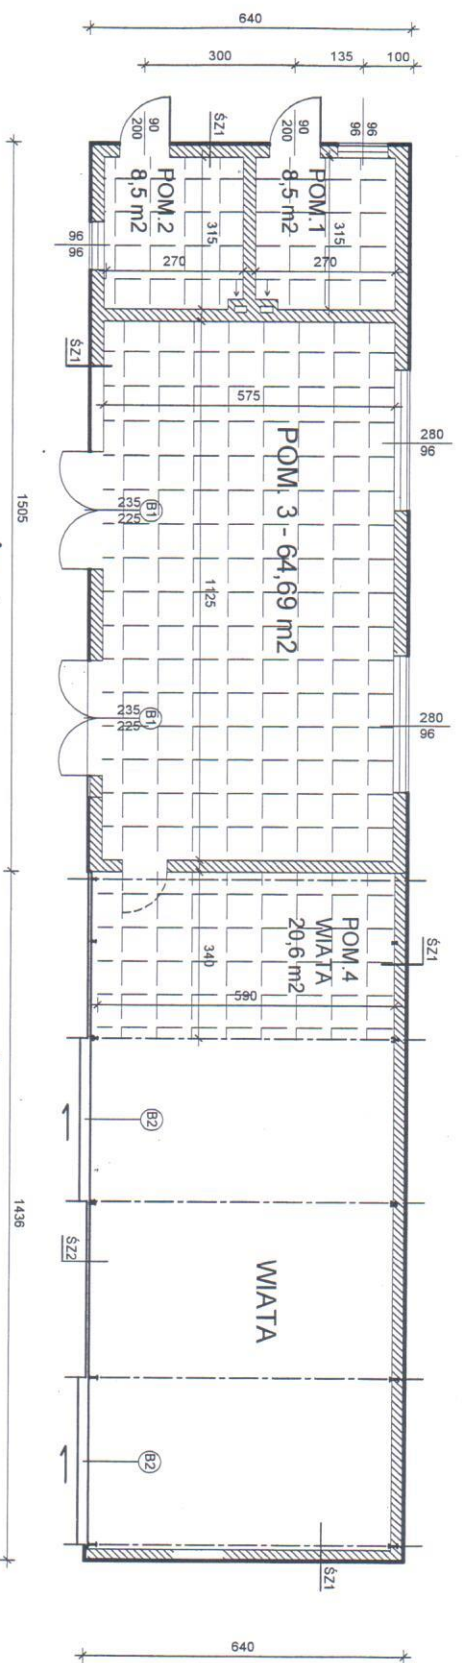 640
300
135
100
90
200
ŚZ1
90
200
96
96
POM.2
8,5 m2
POM.1
8,5 m2
315
315
270
270
96
96
ŚZ1
575
280
96
POM. 3 - 64,69 m2
235
225
B1
1125
1505
235
225
B1
280
96
POM.4
WIATA
20,6 m2
ŚZ1
340
590
B2
1436
ŚZ2
WIATA
B2
ŚZ1
640